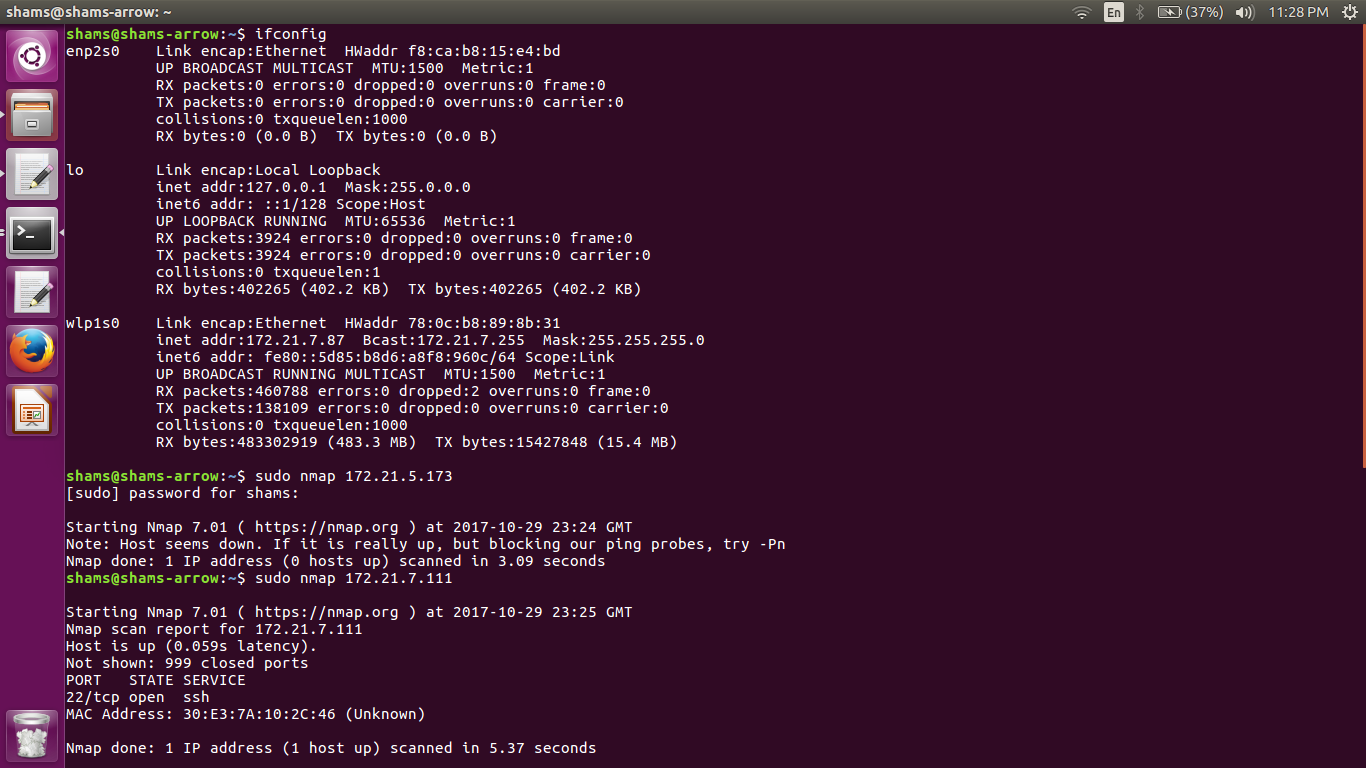 shams@shams-arrow: ~
En
(37%)
11:28 PM
shams@shams-arrow:~$ ifconfig
enp2s0    Link encap:Ethernet  HWaddr f8:ca:b8:15:e4:bd
          UP BROADCAST MULTICAST  MTU:1500  Metric:1
          RX packets:0 errors:0 dropped:0 overruns:0 frame:0
          TX packets:0 errors:0 dropped:0 overruns:0 carrier:0
          collisions:0 txqueuelen:1000
          RX bytes:0 (0.0 B)  TX bytes:0 (0.0 B)

lo        Link encap:Local Loopback
          inet addr:127.0.0.1  Mask:255.0.0.0
          inet6 addr: ::1/128 Scope:Host
          UP LOOPBACK RUNNING  MTU:65536  Metric:1
          RX packets:3924 errors:0 dropped:0 overruns:0 frame:0
          TX packets:3924 errors:0 dropped:0 overruns:0 carrier:0
          collisions:0 txqueuelen:1
          RX bytes:402265 (402.2 KB)  TX bytes:402265 (402.2 KB)

wlp1s0    Link encap:Ethernet  HWaddr 78:0c:b8:89:8b:31
          inet addr:172.21.7.87  Bcast:172.21.7.255  Mask:255.255.255.0
          inet6 addr: fe80::5d85:b8d6:a8f8:960c/64 Scope:Link
          UP BROADCAST RUNNING MULTICAST  MTU:1500  Metric:1
          RX packets:460788 errors:0 dropped:2 overruns:0 frame:0
          TX packets:138109 errors:0 dropped:0 overruns:0 carrier:0
          collisions:0 txqueuelen:1000
          RX bytes:483302919 (483.3 MB)  TX bytes:15427848 (15.4 MB)

shams@shams-arrow:~$ sudo nmap 172.21.5.173
[sudo] password for shams:

Starting Nmap 7.01 ( https://nmap.org ) at 2017-10-29 23:24 GMT
Note: Host seems down. If it is really up, but blocking our ping probes, try -Pn
Nmap done: 1 IP address (0 hosts up) scanned in 3.09 seconds
shams@shams-arrow:~$ sudo nmap 172.21.7.111

Starting Nmap 7.01 ( https://nmap.org ) at 2017-10-29 23:25 GMT
Nmap scan report for 172.21.7.111
Host is up (0.059s latency).
Not shown: 999 closed ports
PORT   STATE SERVICE
22/tcp open  ssh
MAC Address: 30:E3:7A:10:2C:46 (Unknown)

Nmap done: 1 IP address (1 host up) scanned in 5.37 seconds